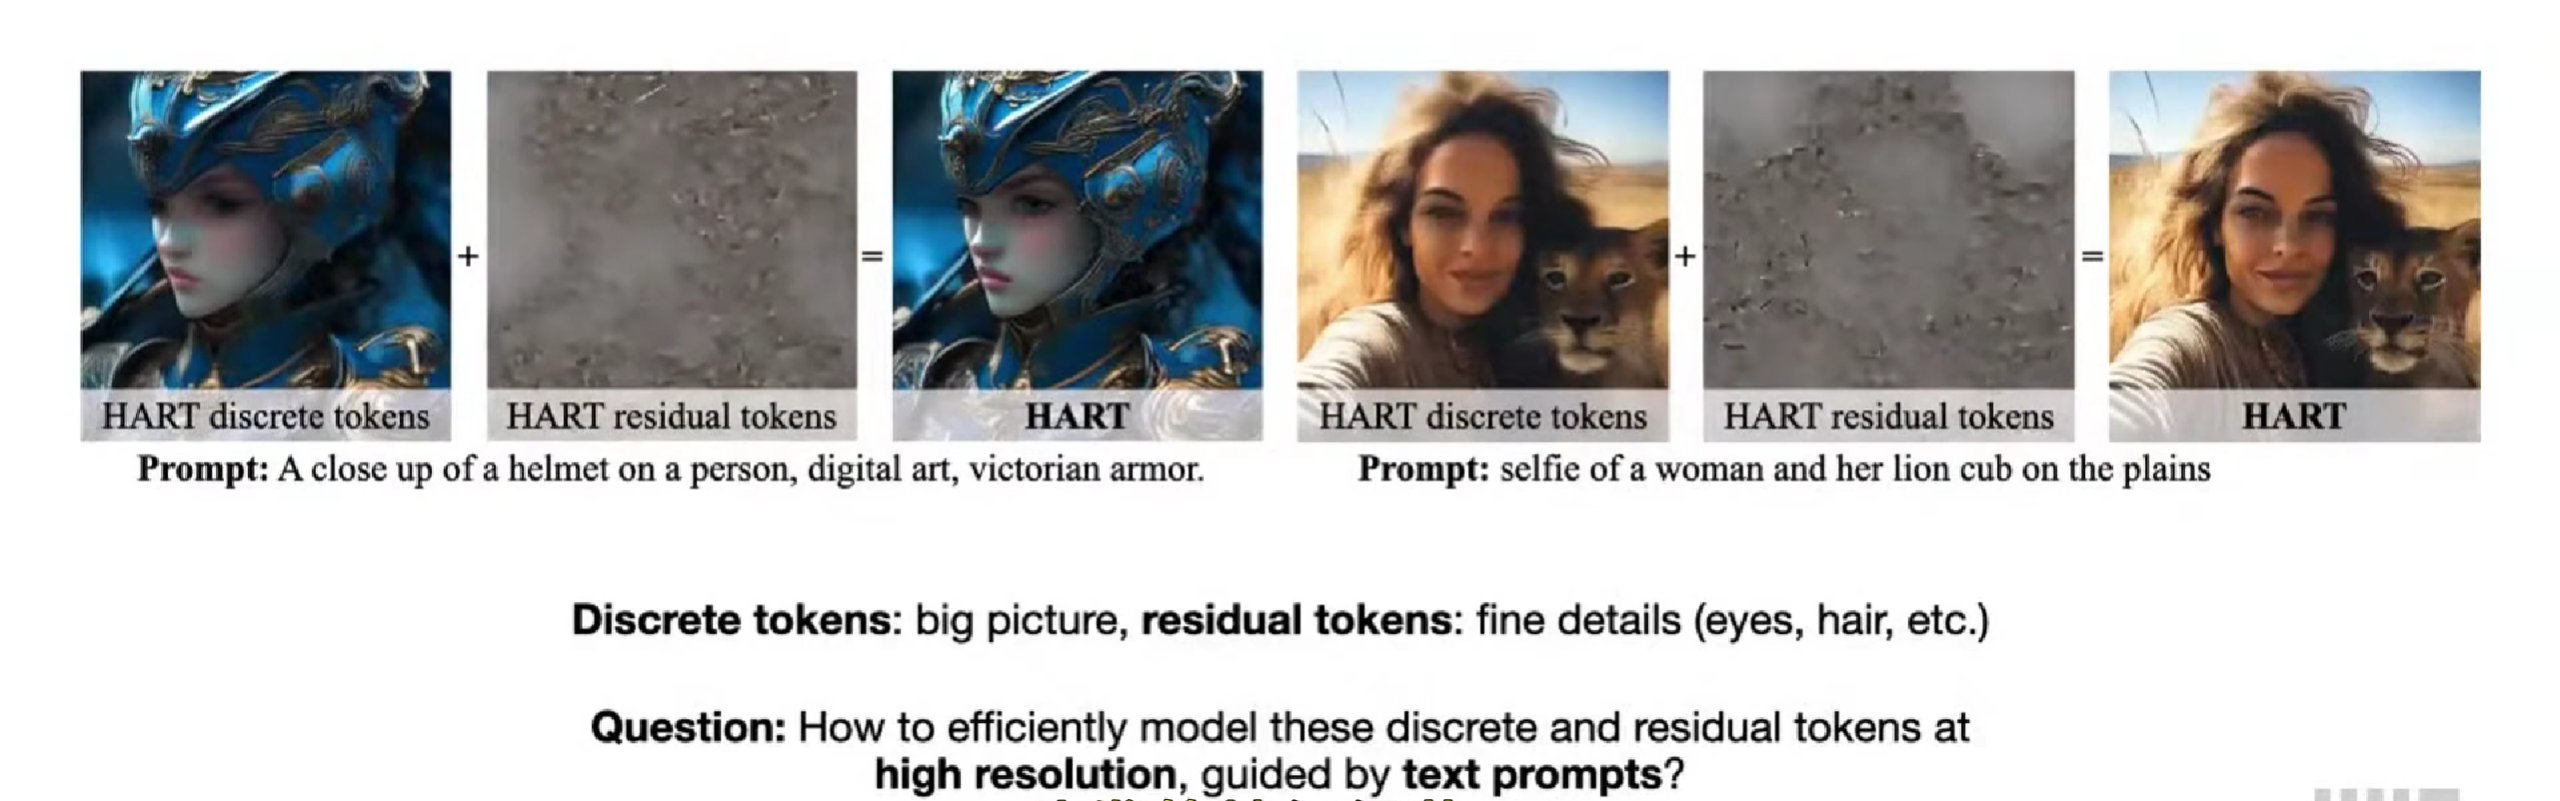 + = + =
HART discrete tokens HART residual tokens HART HART discrete tokens HART residual tokens HART
Prompt: A close up of a helmet on a person, digital art, victorian armor. Prompt: selfie of a woman and her lion cub on the plains
Discrete tokens: big picture, residual tokens: fine details (eyes, hair, etc.)
Question: How to efficiently model these discrete and residual tokens at
high resolution, guided by text prompts?